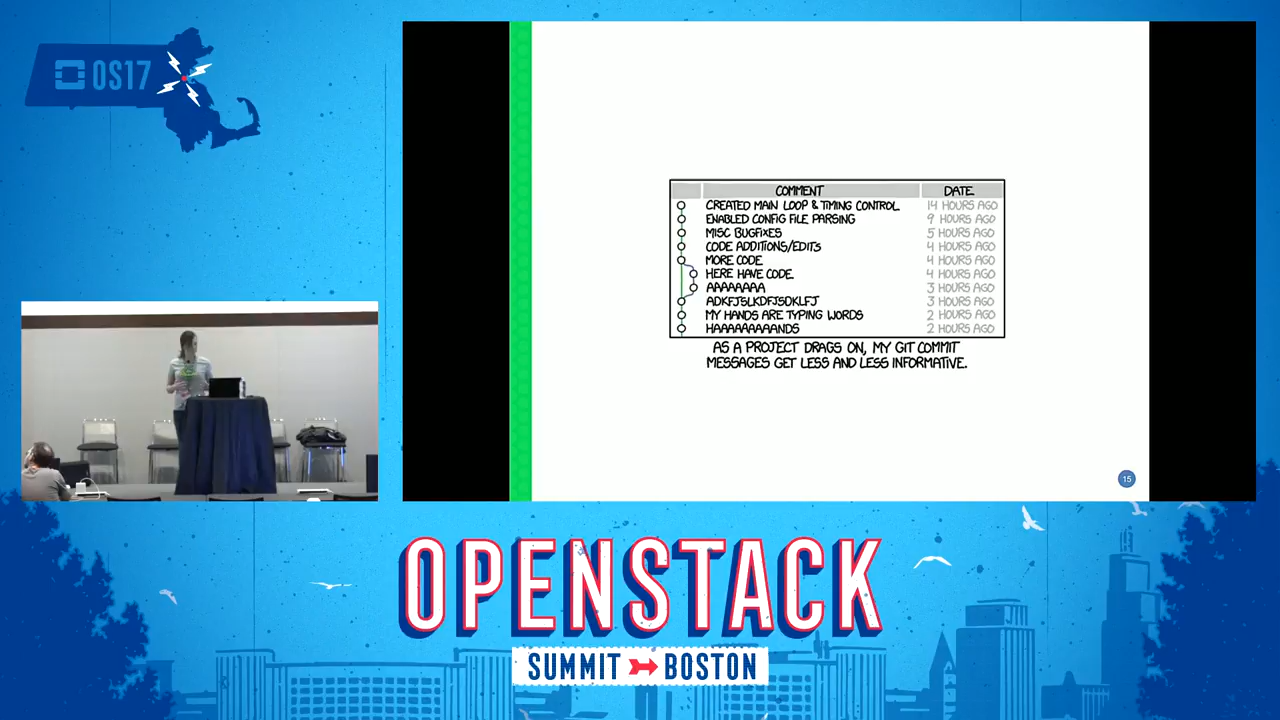 OS17
COMMENT DATE
CREATED MAIN LOOP & TIMING CONTROL 14 HOURS AGO
ENABLED CONFIG FILE PARSING 9 HOURS AGO
MISC BUGFIXES 5 HOURS AGO
CODE ADDITIONS/EDITS 4 HOURS AGO
MORE CODE 4 HOURS AGO
HERE HAVE CODE 4 HOURS AGO
AAAAAAAA 3 HOURS AGO
ADKFJSLKDFJSDKLFJ 3 HOURS AGO
MY HANDS ARE TYPING WORDS 2 HOURS AGO
HAAAAAAAAANDS 2 HOURS AGO
AS A PROJECT DRAGS ON, MY GIT COMMIT
MESSAGES GET LESS AND LESS INFORMATIVE.
15
OPENSTACK
SUMMIT BOSTON